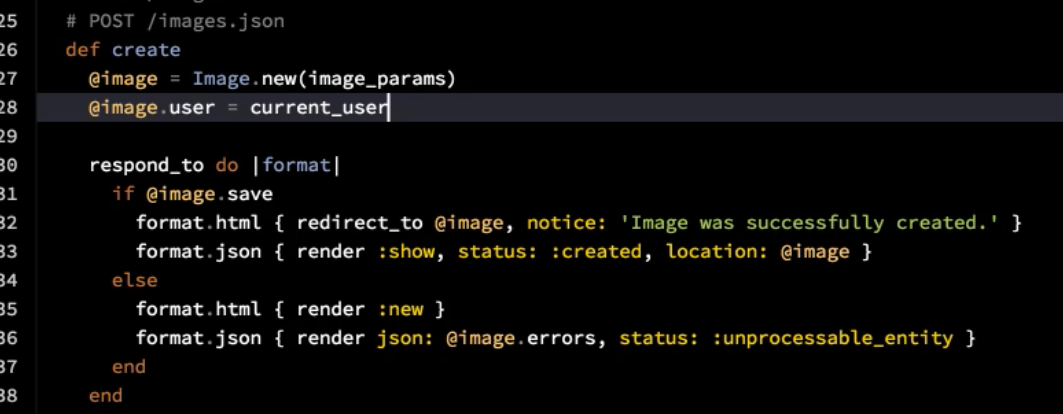 25 # POST /images.json
26 def create
27 @image = Image.new(image_params)
28 @image.user = current_user
29
30 respond_to do |format|
31 if @image.save
32 format.html { redirect_to @image, notice: 'Image was successfully created.' }
33 format.json { render :show, status: :created, location: @image }
34 else
35 format.html { render :new }
36 format.json { render json: @image.errors, status: :unprocessable_entity }
37 end
38 end